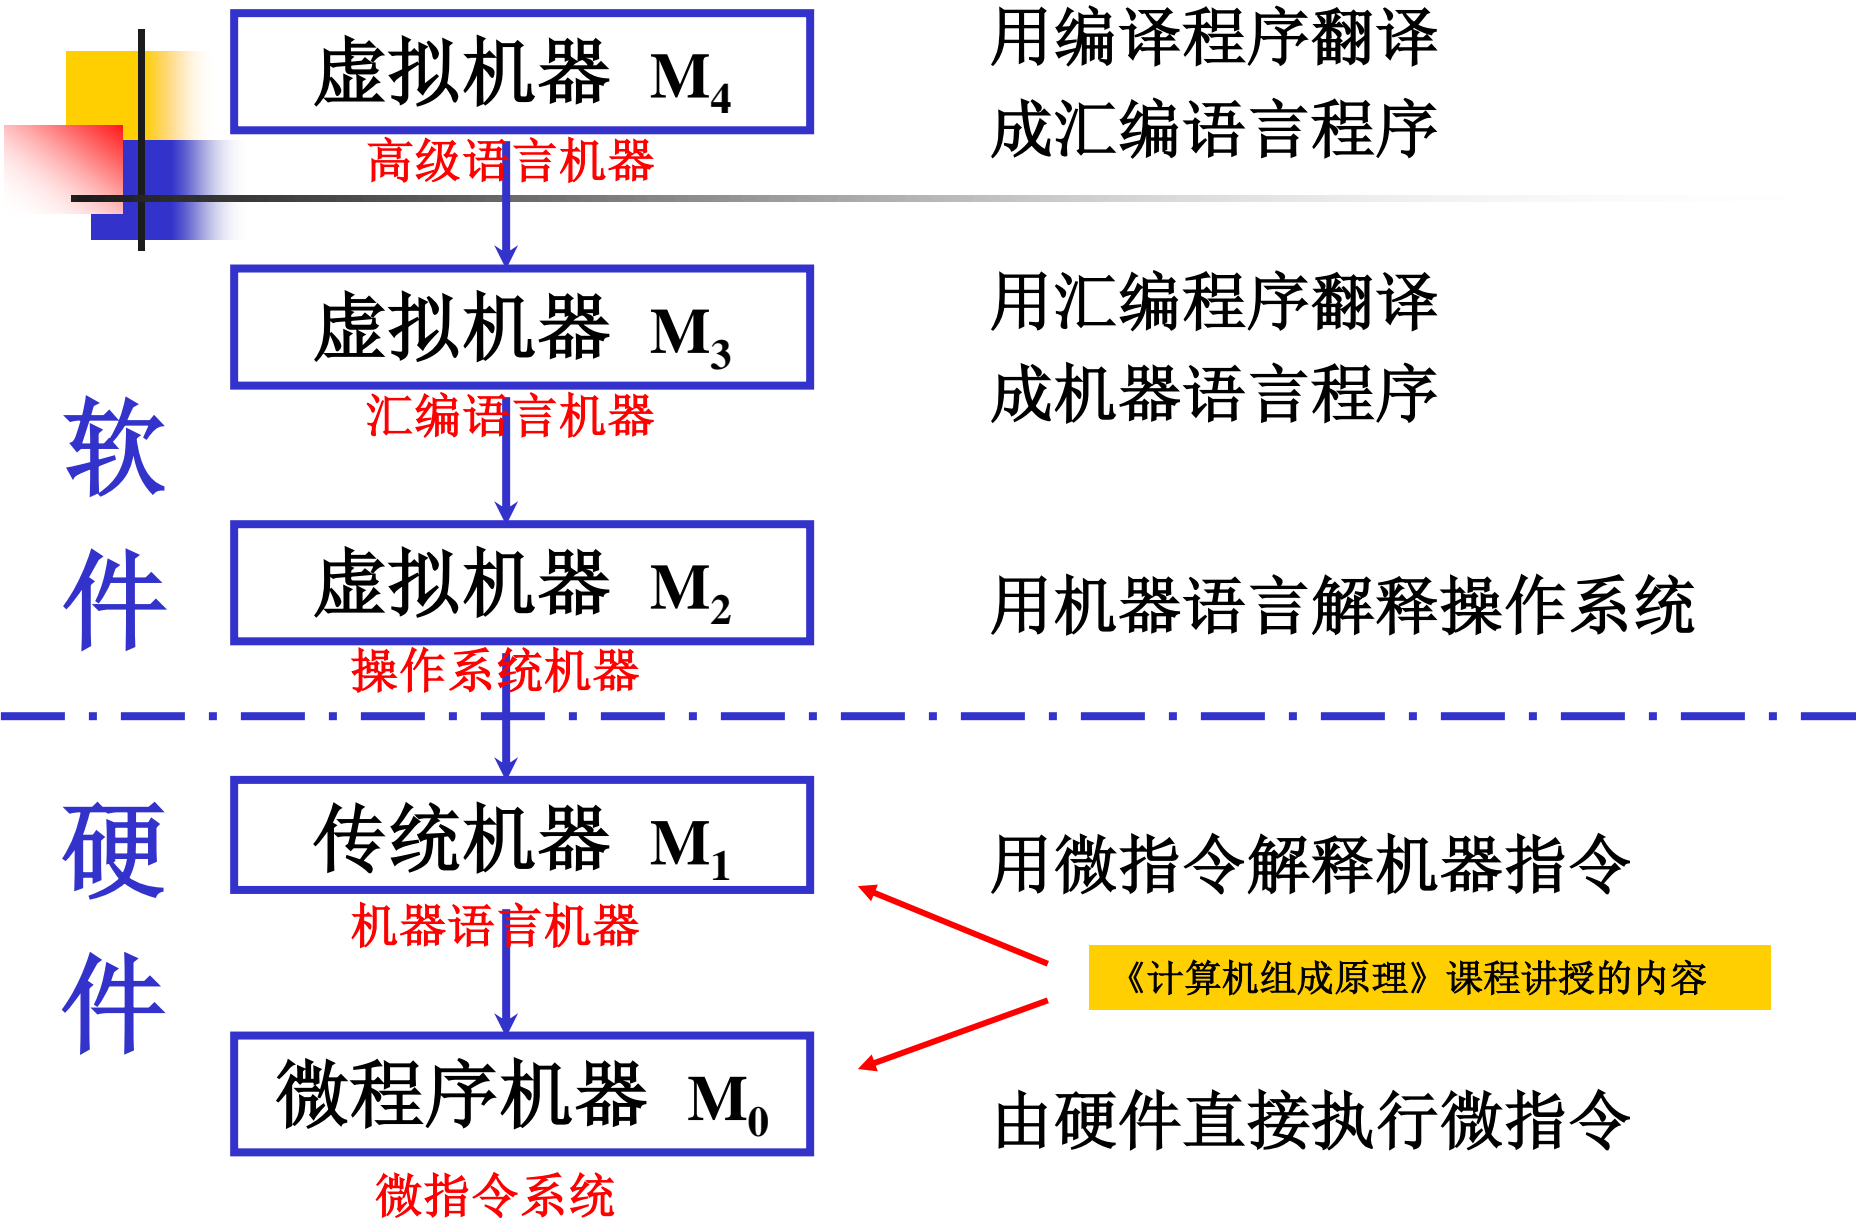 虚拟机器 M4
用编译程序翻译
成汇编语言程序
高级语言机器
虚拟机器 M3
用汇编程序翻译
成机器语言程序
汇编语言机器
软
件
虚拟机器 M2
用机器语言解释操作系统
操作系统机器
硬
件
传统机器 M1
用微指令解释机器指令
机器语言机器
《计算机组成原理》课程讲授的内容
微程序机器 M0
由硬件直接执行微指令
微指令系统